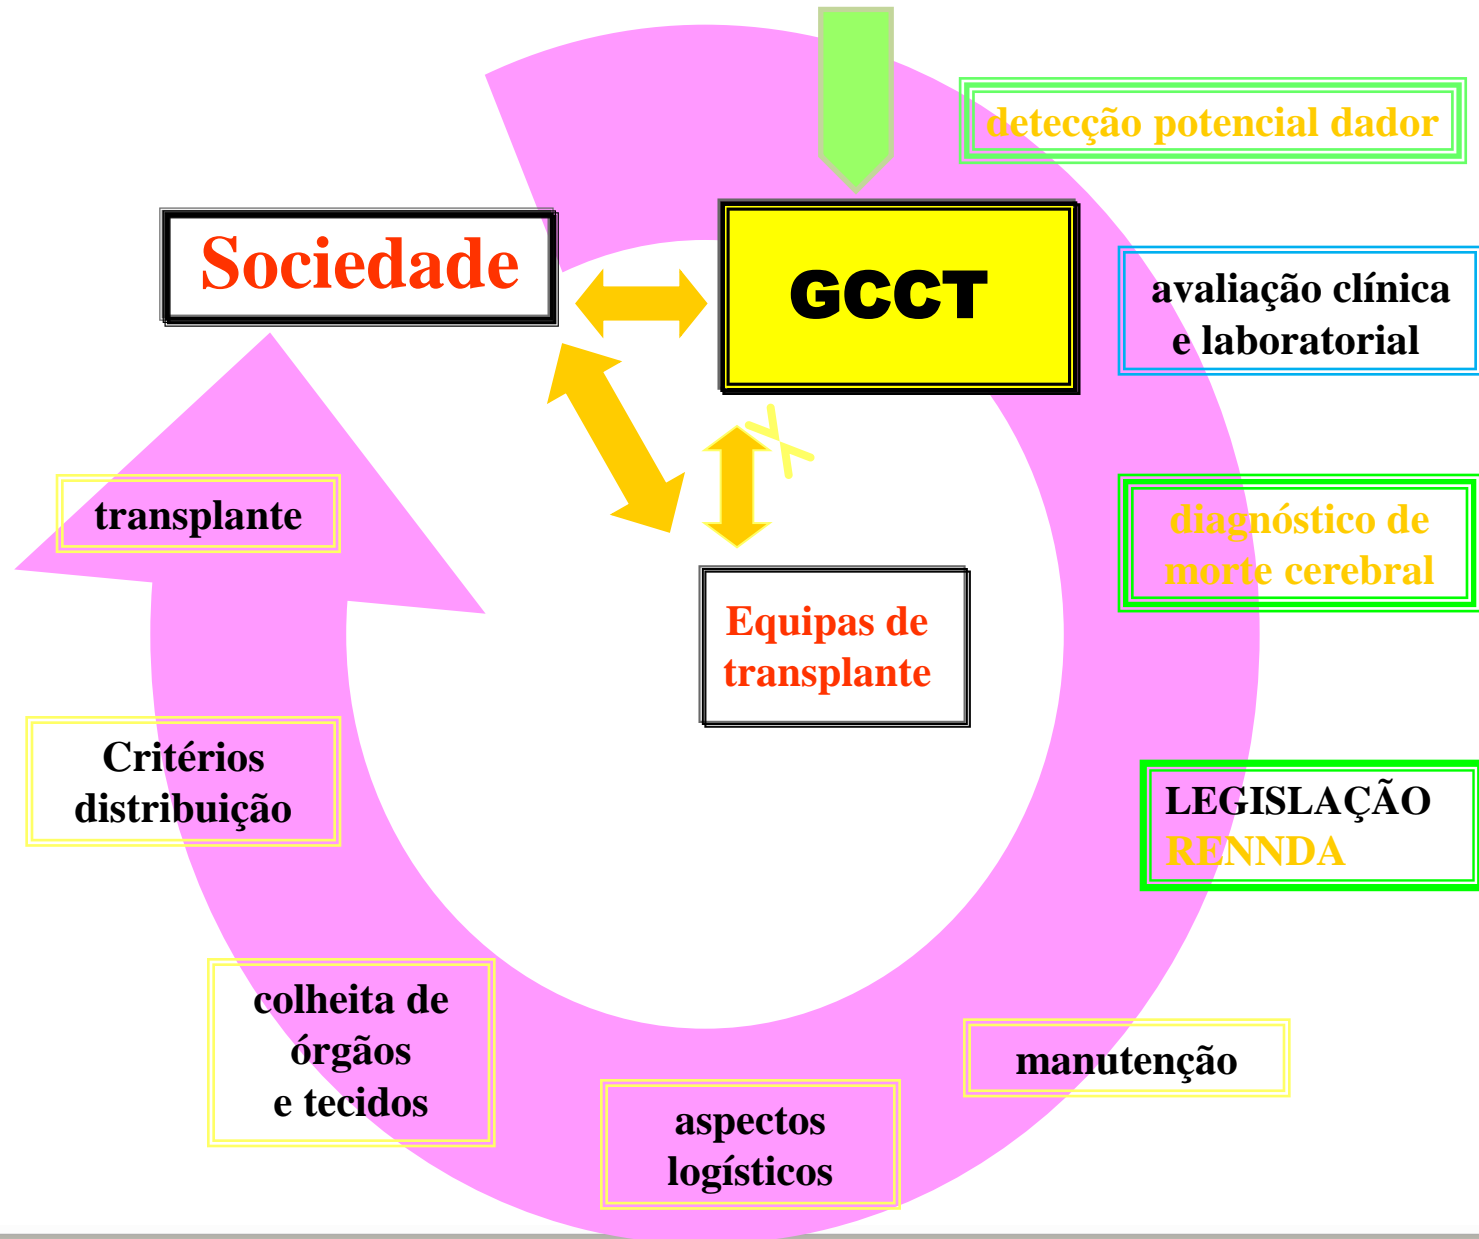 detecção potencial dador
Sociedade
GCCT
avaliação clínica
e laboratorial
transplante
diagnóstico de
morte cerebral
Equipas de
transplante
Critérios
distribuição
LEGISLAÇÃO
RENNDA
colheita de
órgãos
e tecidos
manutenção
aspectos
logísticos